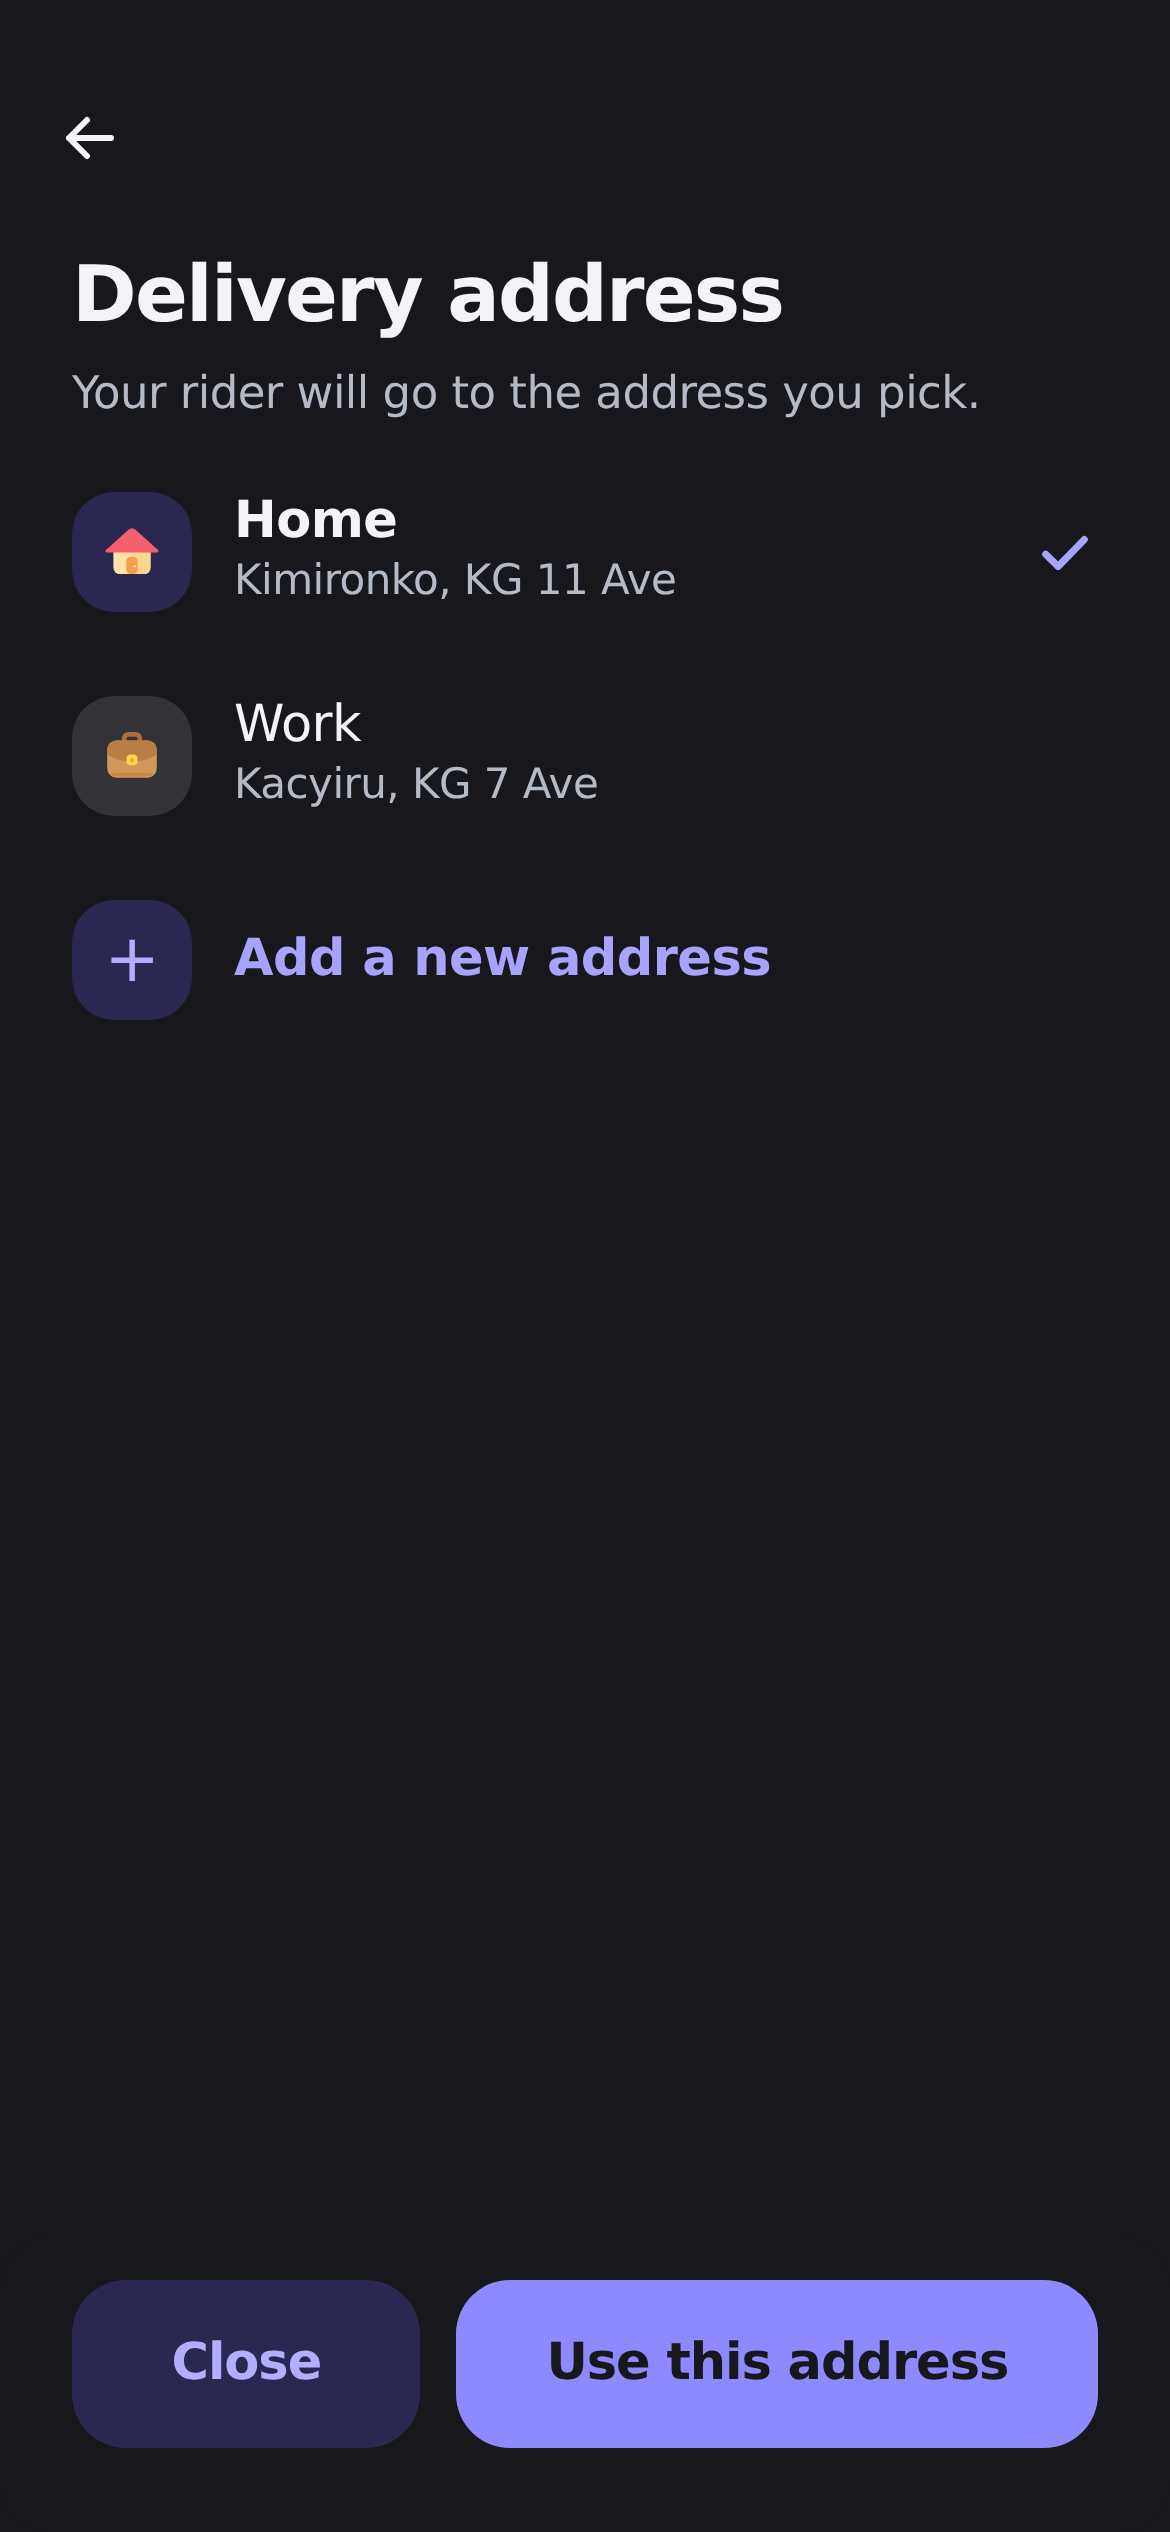 Delivery address
Your rider will go to the address you pick.
Home
Kimironko, KG 11 Ave
Work
Kacyiru, KG 7 Ave
Add a new address
Close
Use this address